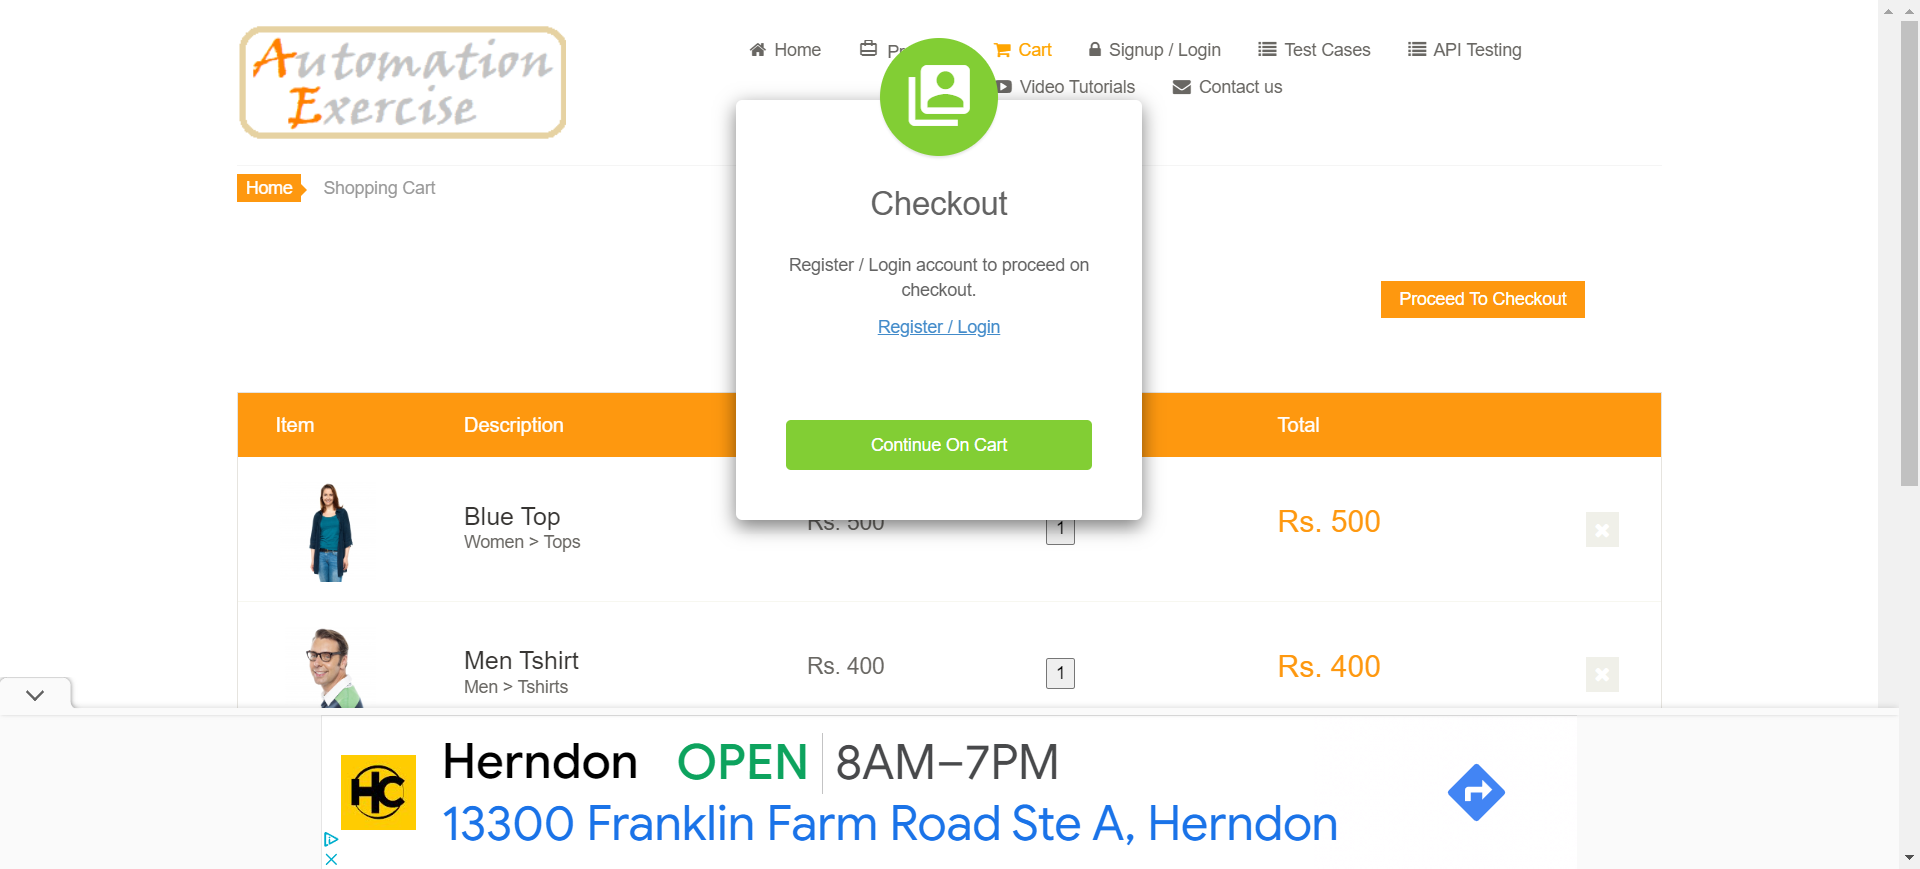 Automation
Exercise
Home
Cart
Signup / Login
Test Cases
API Testing
Video Tutorials
Contact us
Home
Shopping Cart
Checkout
Register / Login account to proceed on
checkout.
Register / Login
Continue On Cart
Proceed To Checkout
Item
Description
Total
Blue Top
Women > Tops
Rs. 500
1
Rs. 500
Men Tshirt
Men > Tshirts
Rs. 400
1
Rs. 400
HC
Herndon
OPEN
8AM–7PM
13300 Franklin Farm Road Ste A, Herndon